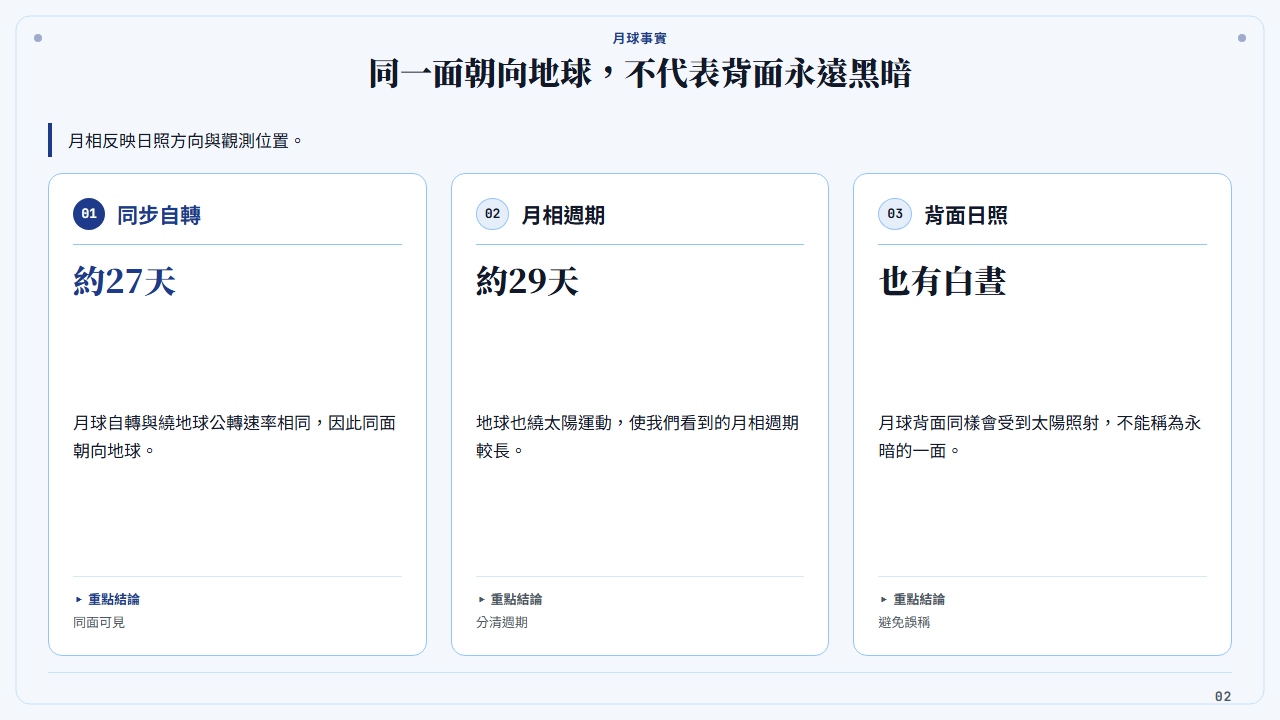 月球事實
同一面朝向地球，不代表背面永遠黑暗
月相反映日照方向與觀測位置。
01 同步自轉
約27天
月球自轉與繞地球公轉速率相同，因此同面
朝向地球。
▸ 重點結論
同面可見
02 月相週期
約29天
地球也繞太陽運動，使我們看到的月相週期
較長。
▸ 重點結論
分清週期
03 背面日照
也有白晝
月球背面同樣會受到太陽照射，不能稱為永
暗的一面。
▸ 重點結論
避免誤稱
02